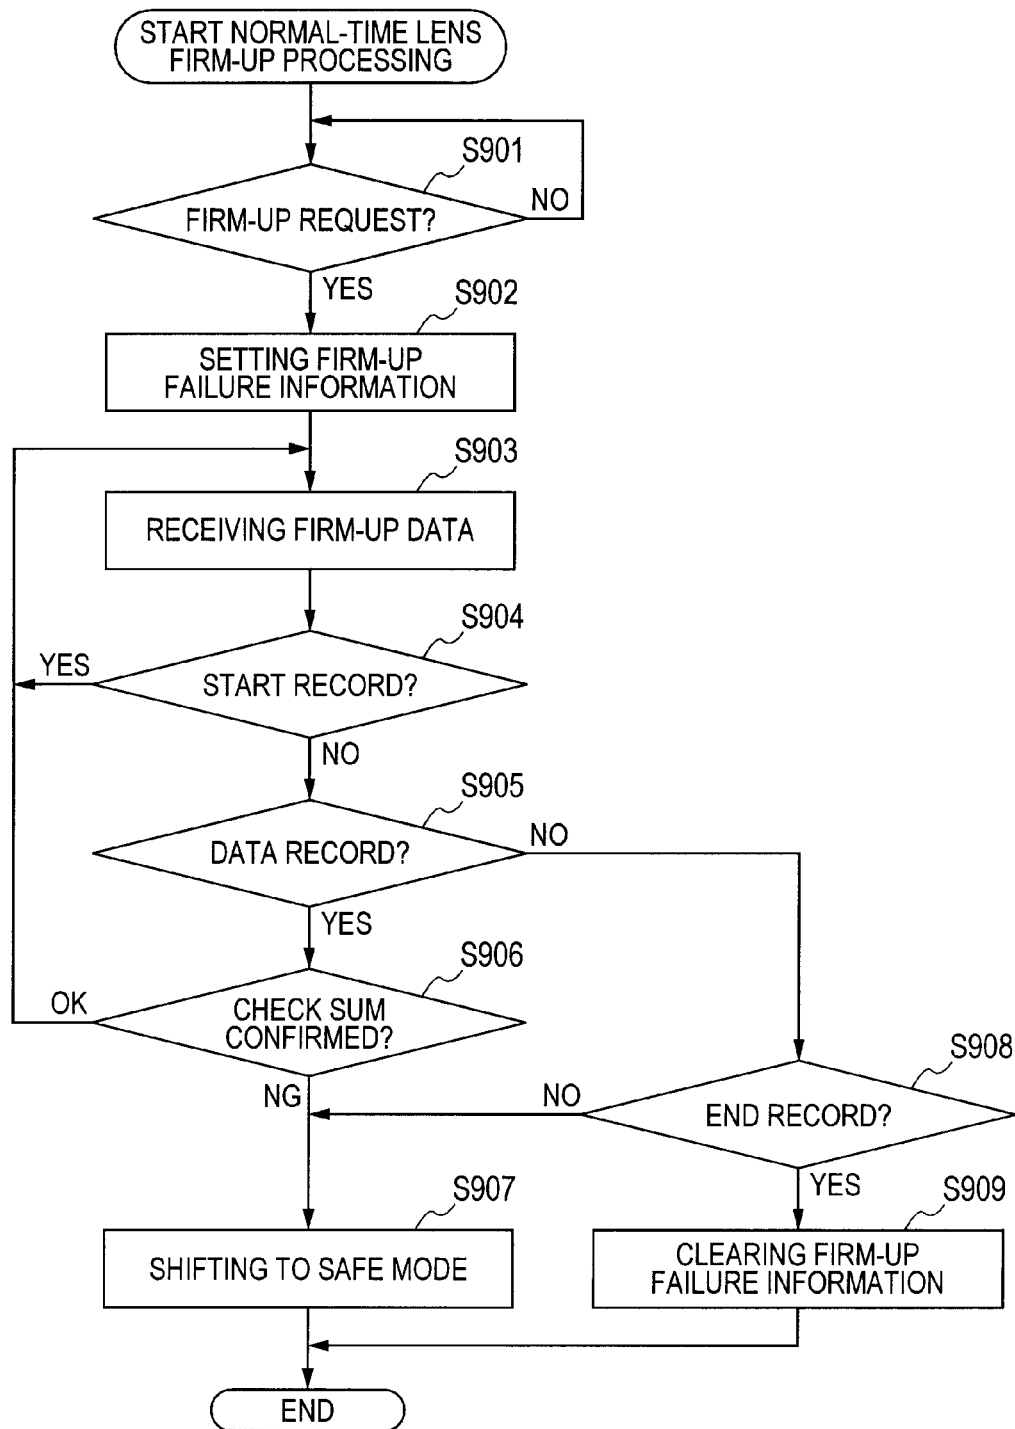 START NORMAL-TIME LENS
FIRM-UP PROCESSING
S901
FIRM-UP REQUEST?
NO
YES
S902
SETTING FIRM-UP
FAILURE INFORMATION
S903
RECEIVING FIRM-UP DATA
S904
YES
START RECORD?
NO
S905
DATA RECORD?
NO
YES
S906
OK
CHECK SUM
CONFIRMED?
NG
S908
NO
END RECORD?
YES
S907
SHIFTING TO SAFE MODE
S909
CLEARING FIRM-UP
FAILURE INFORMATION
END